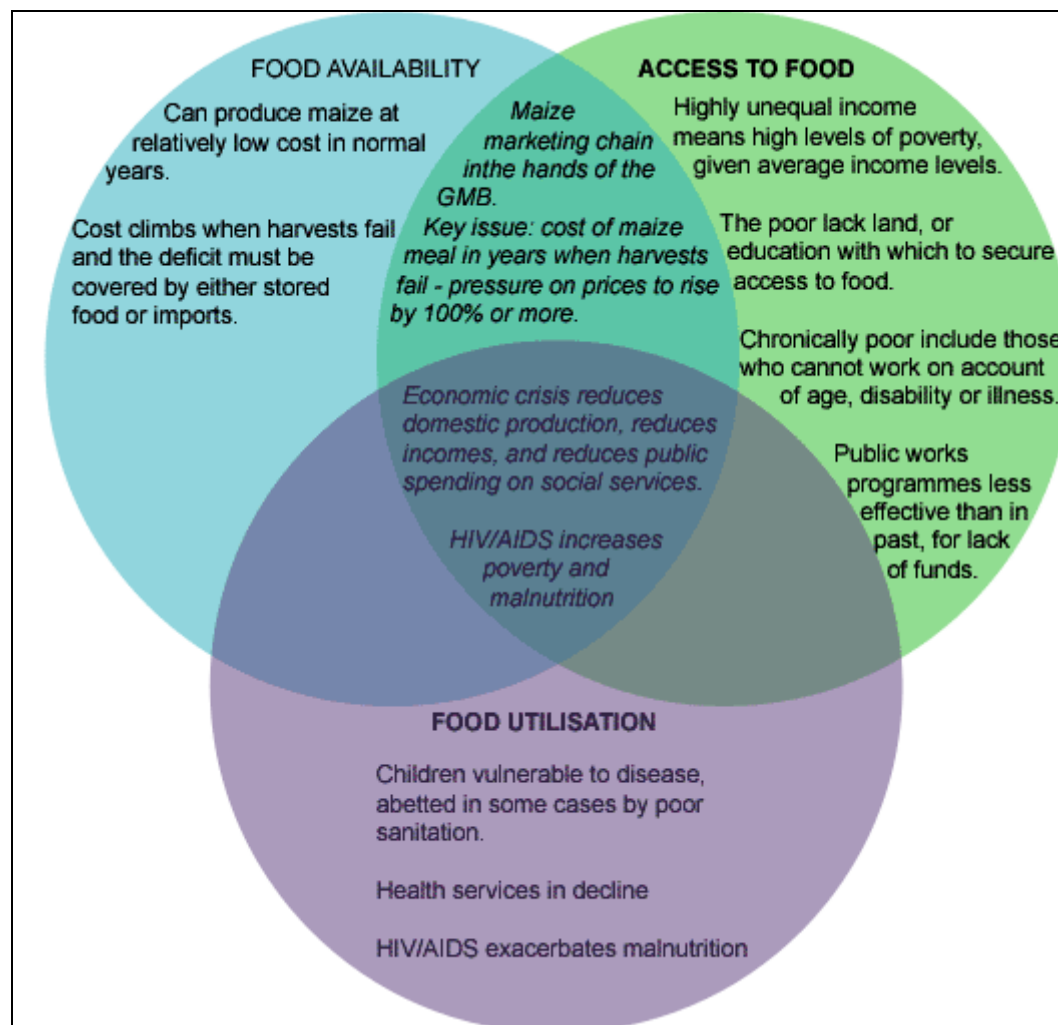 FOOD AVAILABILITY
Can produce maize at
relatively low cost in normal
years.
Cost climbs when harvests fail
and the deficit must be
covered by either stored
food or imports.
Maize
marketing chain
inthe hands of the
GMB.
Key issue: cost of maize
meal in years when harvests
fail - pressure on prices to rise
by 100% or more.
ACCESS TO FOOD
Highly unequal income
means high levels of poverty,
given average income levels.
The poor lack land, or
education with which to secure
access to food.
Chronically poor include those
who cannot work on account
of age, disability or illness.
Public works
programmes less
effective than in
past, for lack
of funds.
Economic crisis reduces
domestic production, reduces
incomes, and reduces public
spending on social services.
HIV/AIDS increases
poverty and
malnutrition
FOOD UTILISATION
Children vulnerable to disease,
abetted in some cases by poor
sanitation.
Health services in decline
HIV/AIDS exacerbates malnutrition